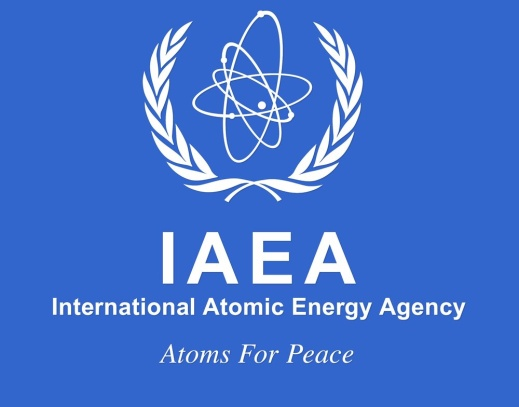 IAEA
International Atomic Energy Agency
Atoms For Peace